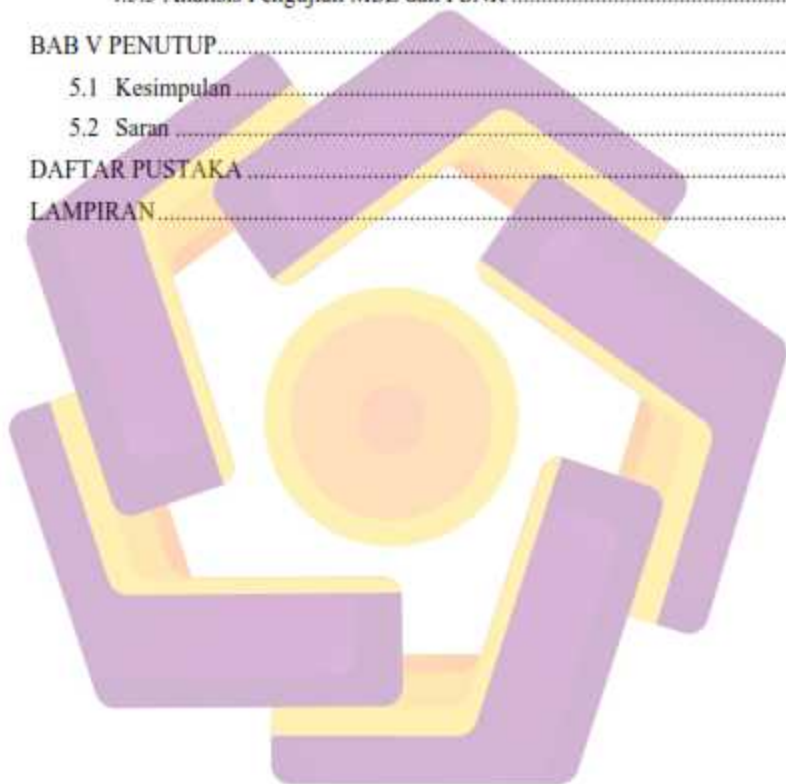 BAB V PENUTUP
5.1 Kesimpulan
5.2 Saran
DAFTAR PUSTAKA
LAMPIRAN